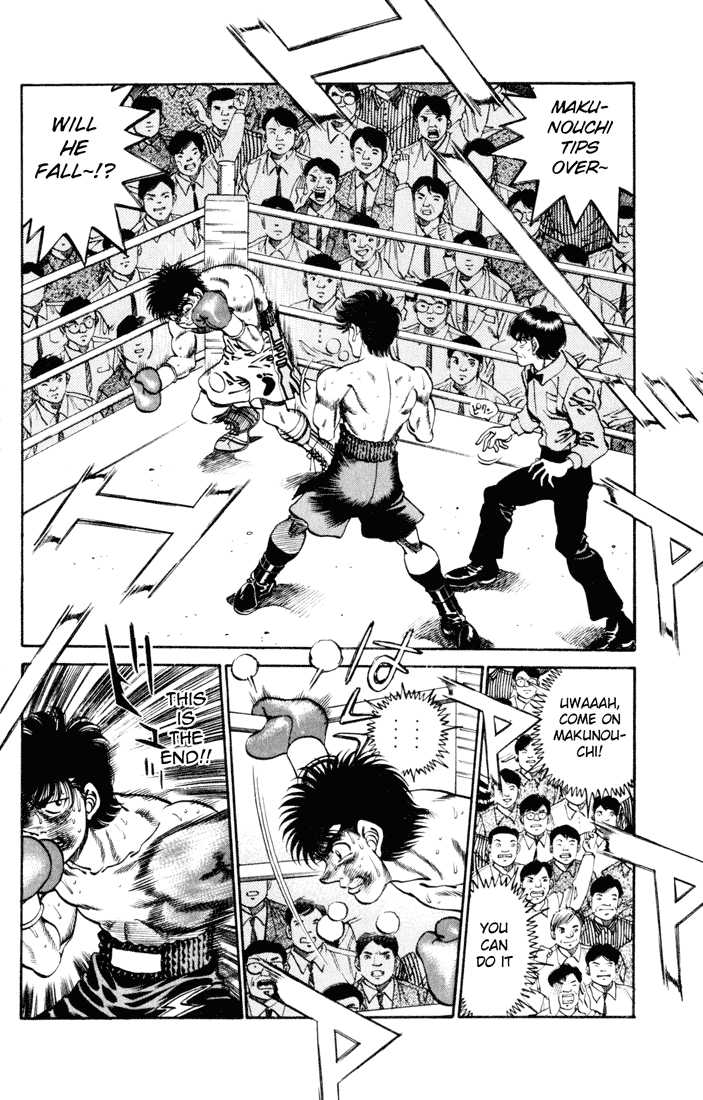 MAKU-
NOUCHI
TIPS
OVER~
WILL
HE
FALL~!?
UWAAAH,
COME ON
MAKUNOU-
CHI!
YOU
CAN
DO IT
THIS
IS
THE
END!!